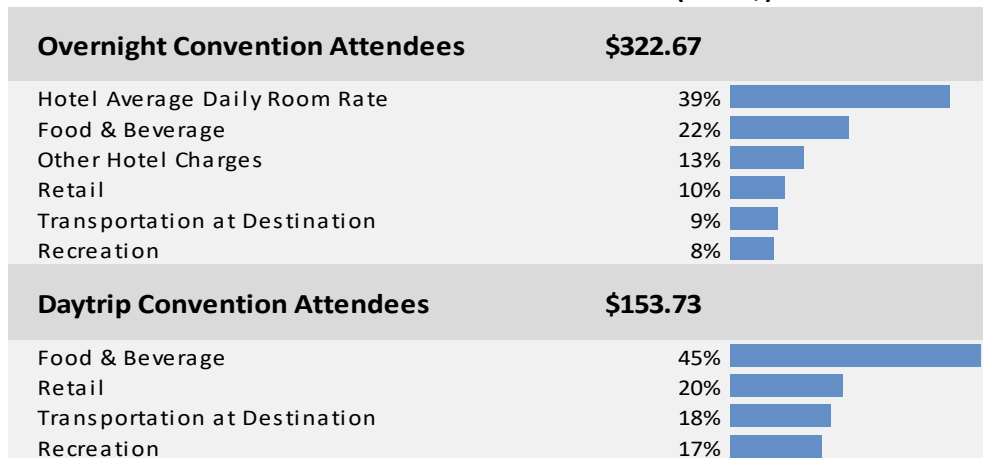 Overnight Convention Attendees $322.67
Hotel Average Daily Room Rate 39%
Food & Beverage 22%
Other Hotel Charges 13%
Retail 10%
Transportation at Destination 9%
Recreation 8%
Daytrip Convention Attendees $153.73
Food & Beverage 45%
Retail 20%
Transportation at Destination 18%
Recreation 17%